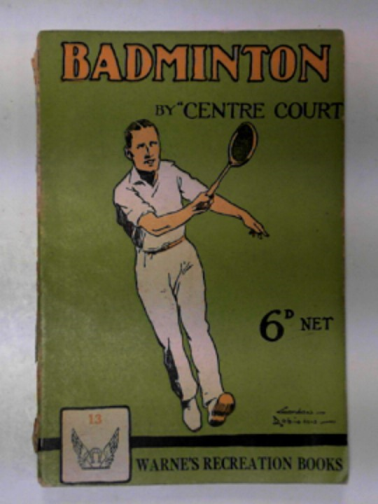 BADMINTON
BY "CENTRE COURT
6D NET
13
WARNE'S RECREATION BOOKS